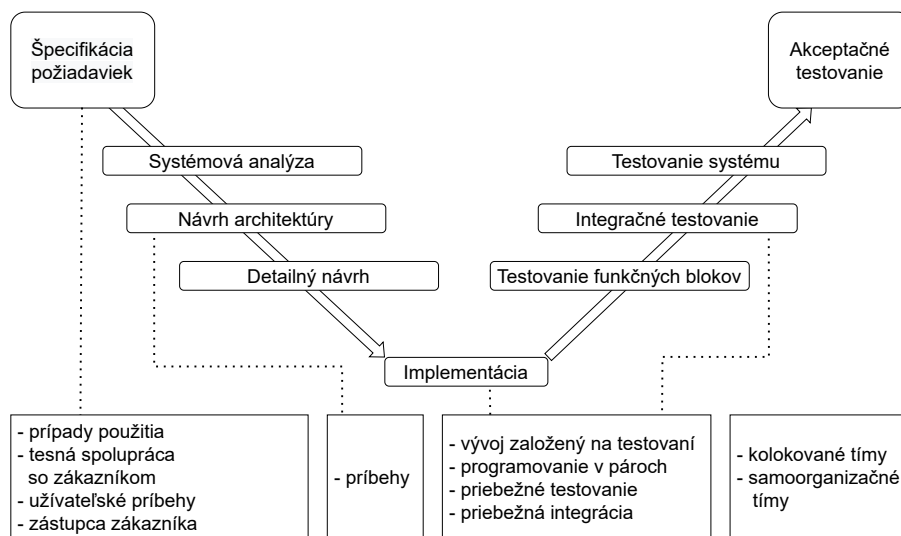 Špecifikácia
požiadaviek
Akceptačné
testovanie
Systémová analýza
Testovanie systému
Návrh architektúry
Integračné testovanie
Detailný návrh
Testovanie funkčných blokov
Implementácia
- prípady použitia
- tesná spolupráca
so zákazníkom
- užívateľské príbehy
- zástupca zákazníka
- príbehy
- vývoj založený na testovaní
- programovanie v pároch
- priebežné testovanie
- priebežná integrácia
- kolokované tímy
- samoorganizačné
tímy